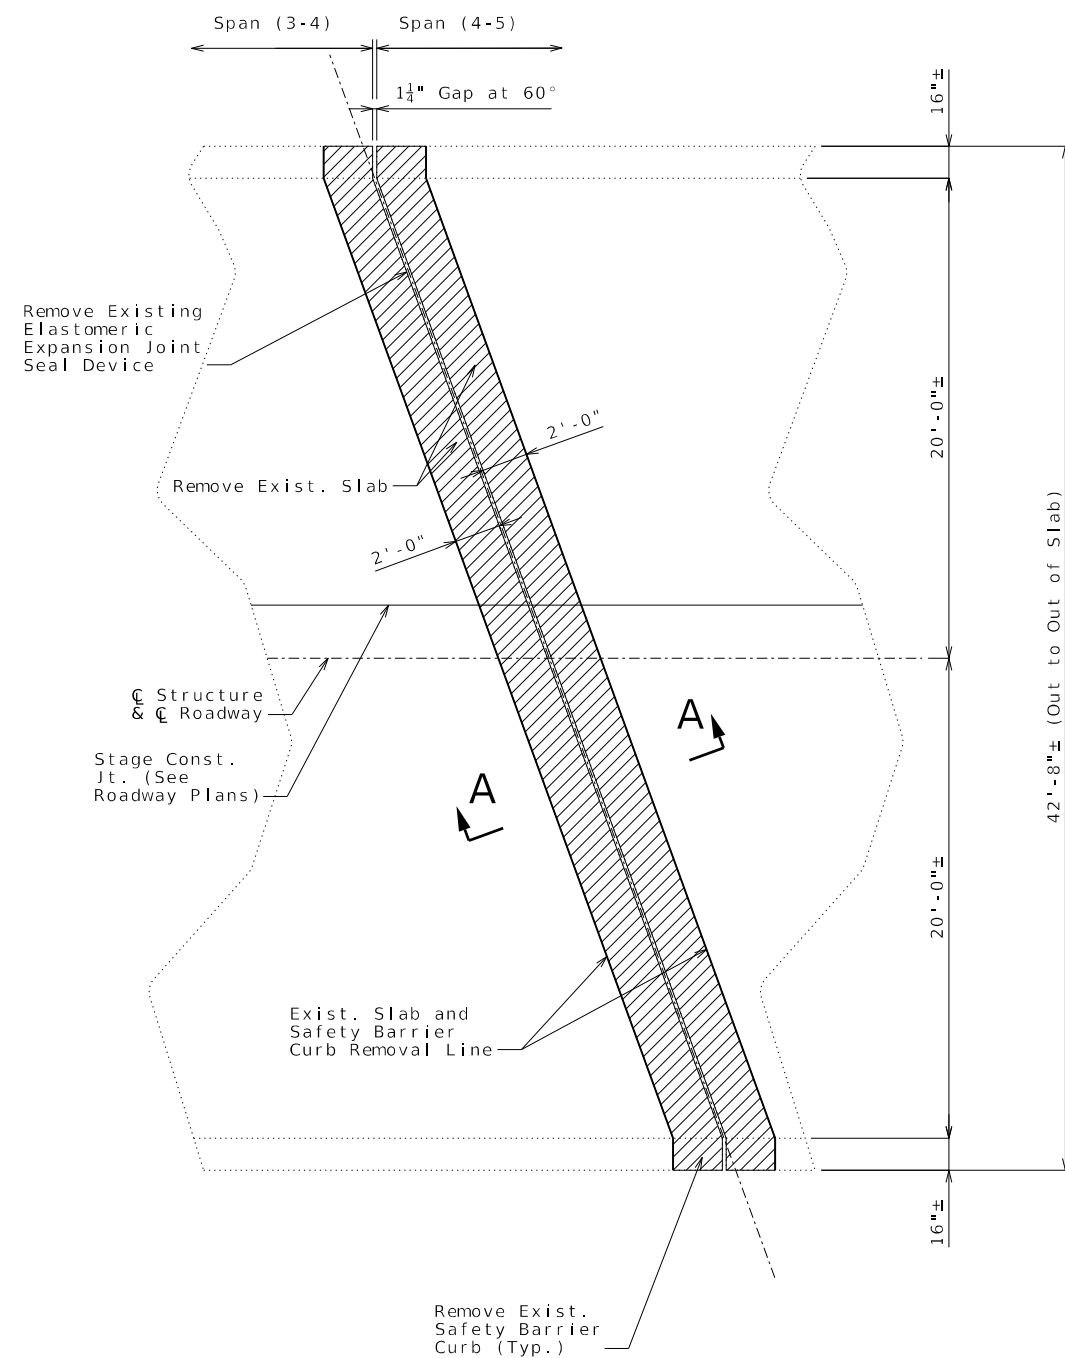 Span (3-4)
Span (4-5)
1 1/4" Gap at 60°
16"±
Remove Existing
Elastomeric
Expansion Joint
Seal Device
20'-0"±
2'-0"
Remove Exist. Slab
2'-0"
42'-8"± (Out to Out of Slab)
℄ Structure
& ℄ Roadway
A
Stage Const.
Jt. (See
Roadway Plans)
A
20'-0"±
Exist. Slab and
Safety Barrier
Curb Removal Line
16"±
Remove Exist.
Safety Barrier
Curb (Typ.)